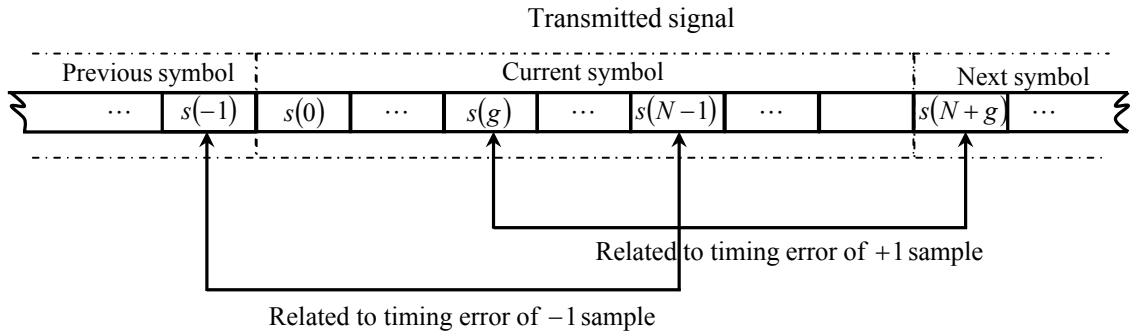 Transmitted signal
Previous symbol Current symbol Next symbol
⋯ s(−1) s(0) ⋯ s(g) ⋯ s(N−1) ⋯ s(N+g) ⋯
Related to timing error of +1 sample
Related to timing error of −1 sample